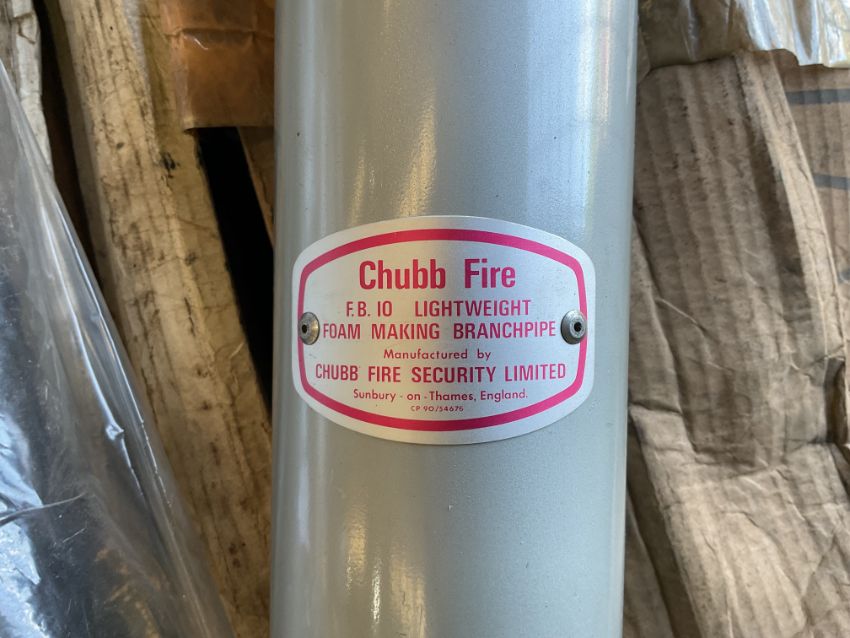 Chubb Fire
F.B. 10 LIGHTWEIGHT
FOAM MAKING BRANCHPIPE
Manufactured by
CHUBB FIRE SECURITY LIMITED
Sunbury - on - Thames, England.
CP 90/54675